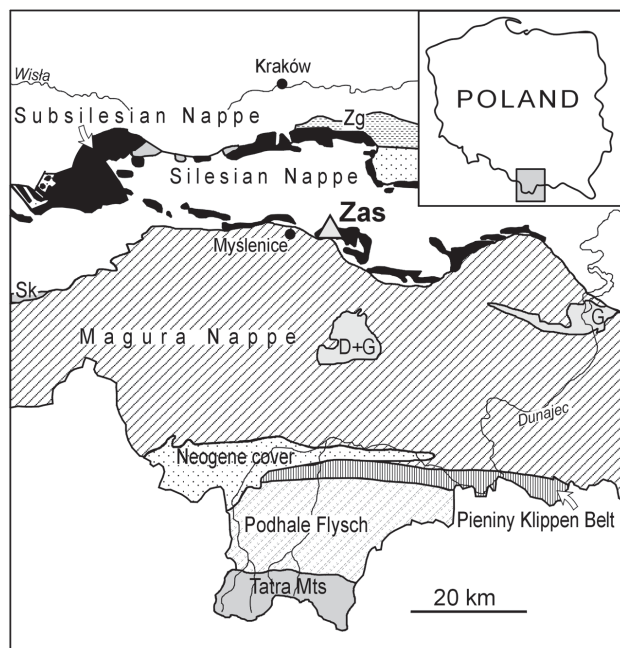 Wisła
Kraków
POLAND
Subsilesian Nappe
Zg
Silesian Nappe
Zas
Myślenice
Sk
G
Magura Nappe
D+G
Dunajec
Neogene cover
Podhale Flysch
Pieniny Klippen Belt
Tatra Mts
20 km